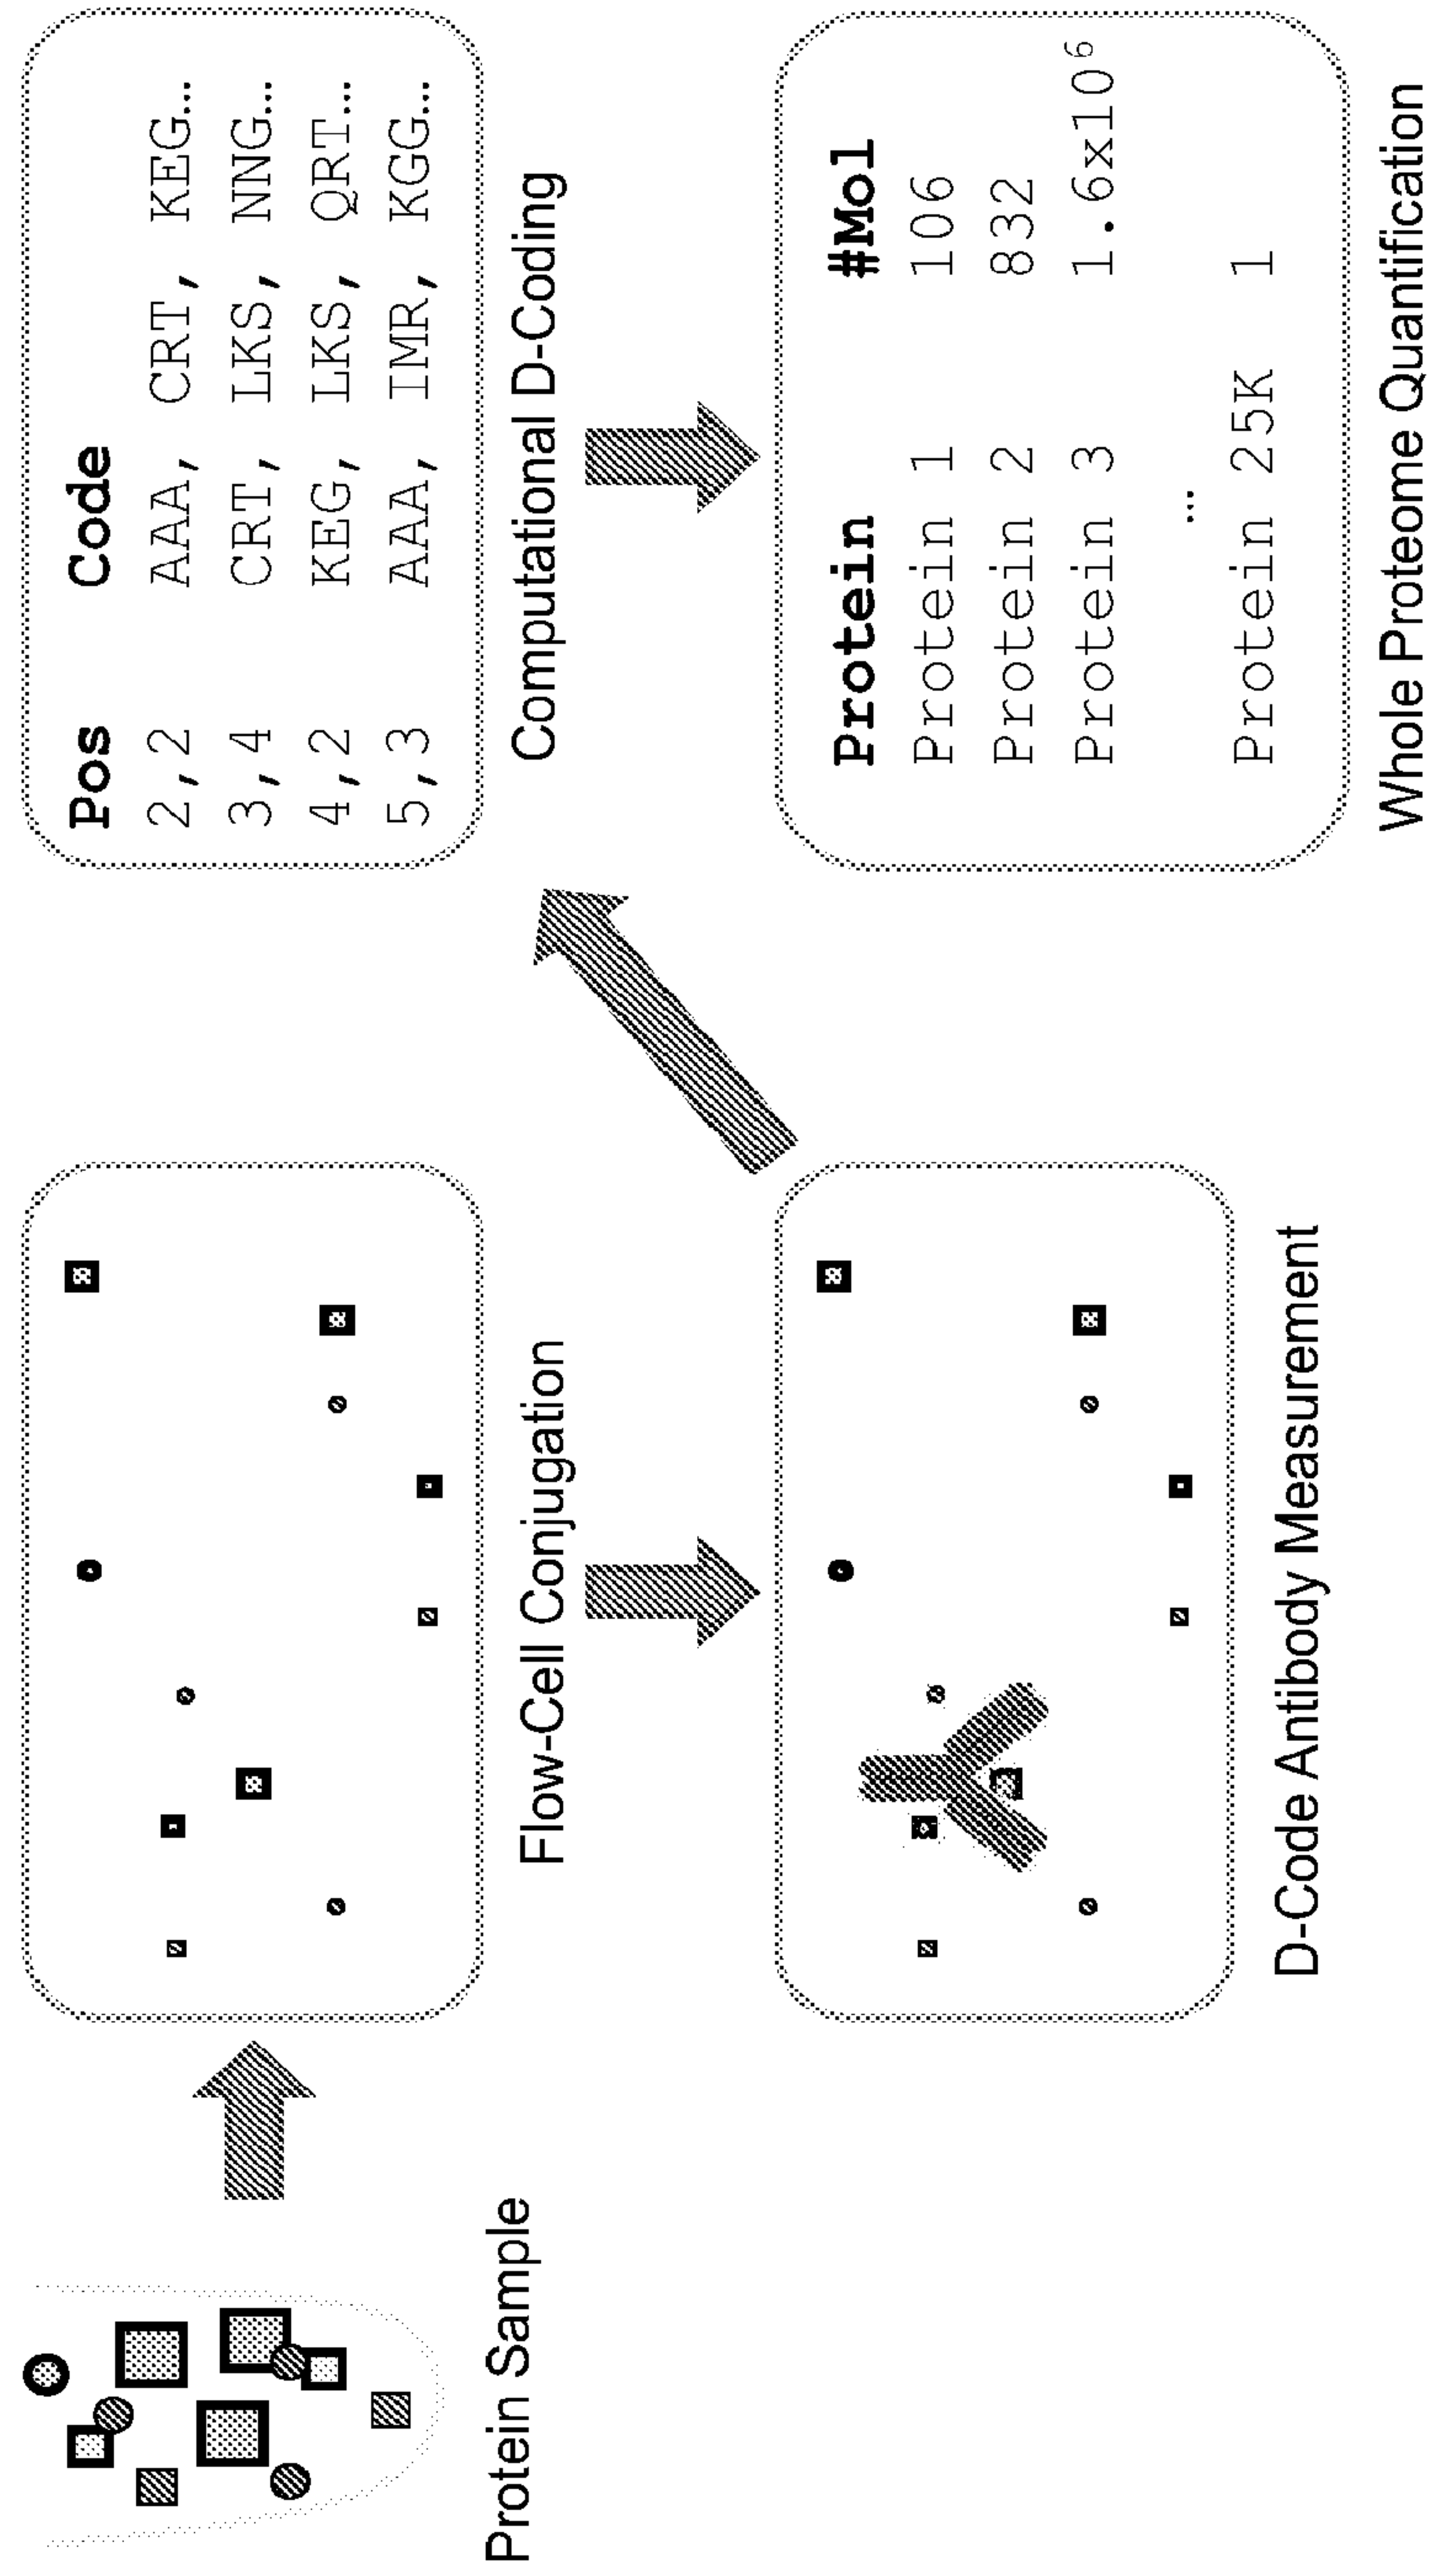 Protein Sample
Flow-Cell Conjugation
D-Code Antibody Measurement
Pos Code
2,2 AAA, CRT, KEG...
3,4 CRT, LKS, NNG...
4,2 KEG, LKS, QRT...
5,3 AAA, IMR, KGG...
Computational D-Coding
Protein #Mol
Protein 1 106
Protein 2 832
Protein 3 1.6x10⁶
...
Protein 25K 1
Whole Proteome Quantification